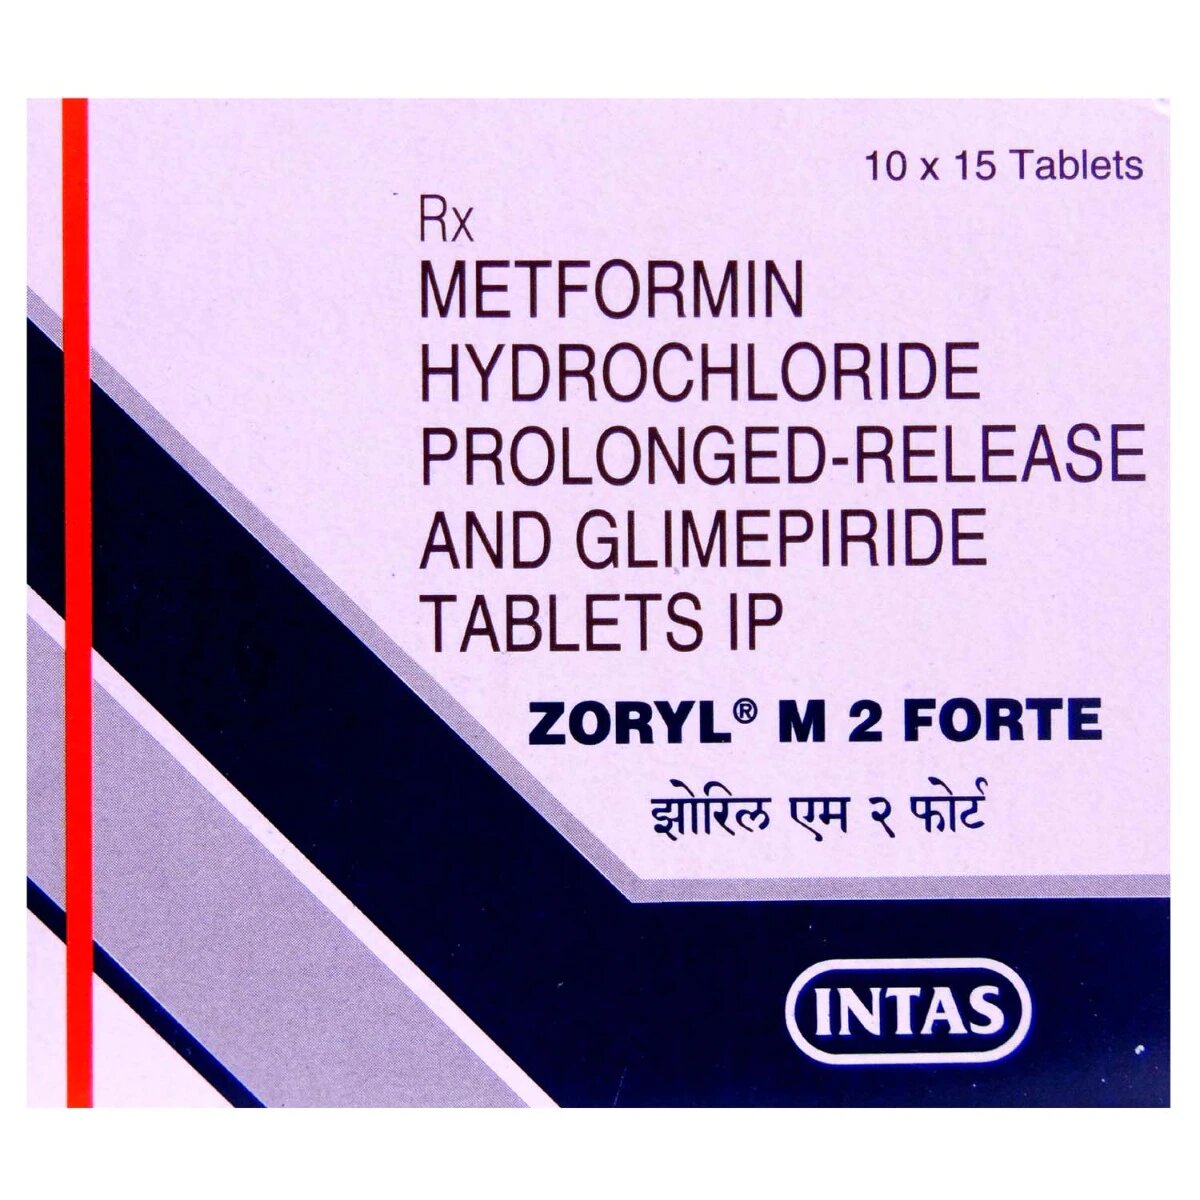 10 x 15 Tablets
Rx
METFORMIN
HYDROCHLORIDE
PROLONGED-RELEASE
AND GLIMEPIRIDE
TABLETS IP
ZORYL® M 2 FORTE
झोरिल एम २ फोर्ट
INTAS